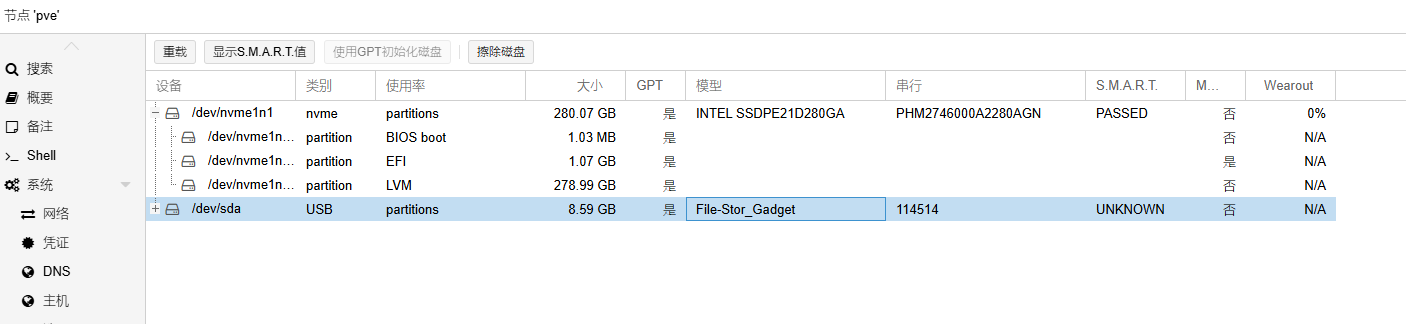 节点 'pve'
重载 显示S.M.A.R.T.值 使用GPT初始化磁盘 擦除磁盘
搜索
概要
备注
Shell
系统
网络
凭证
DNS
主机
设备 类别 使用率 大小 GPT 模型 串行 S.M.A.R.T. M... Wearout
/dev/nvme1n1 nvme partitions 280.07 GB 是 INTEL SSDPE21D280GA PHM2746000A2280AGN PASSED 否 0%
/dev/nvme1n... partition BIOS boot 1.03 MB 是 否 N/A
/dev/nvme1n... partition EFI 1.07 GB 是 是 N/A
/dev/nvme1n... partition LVM 278.99 GB 是 否 N/A
/dev/sda USB partitions 8.59 GB 是 File-Stor_Gadget 114514 UNKNOWN 否 N/A